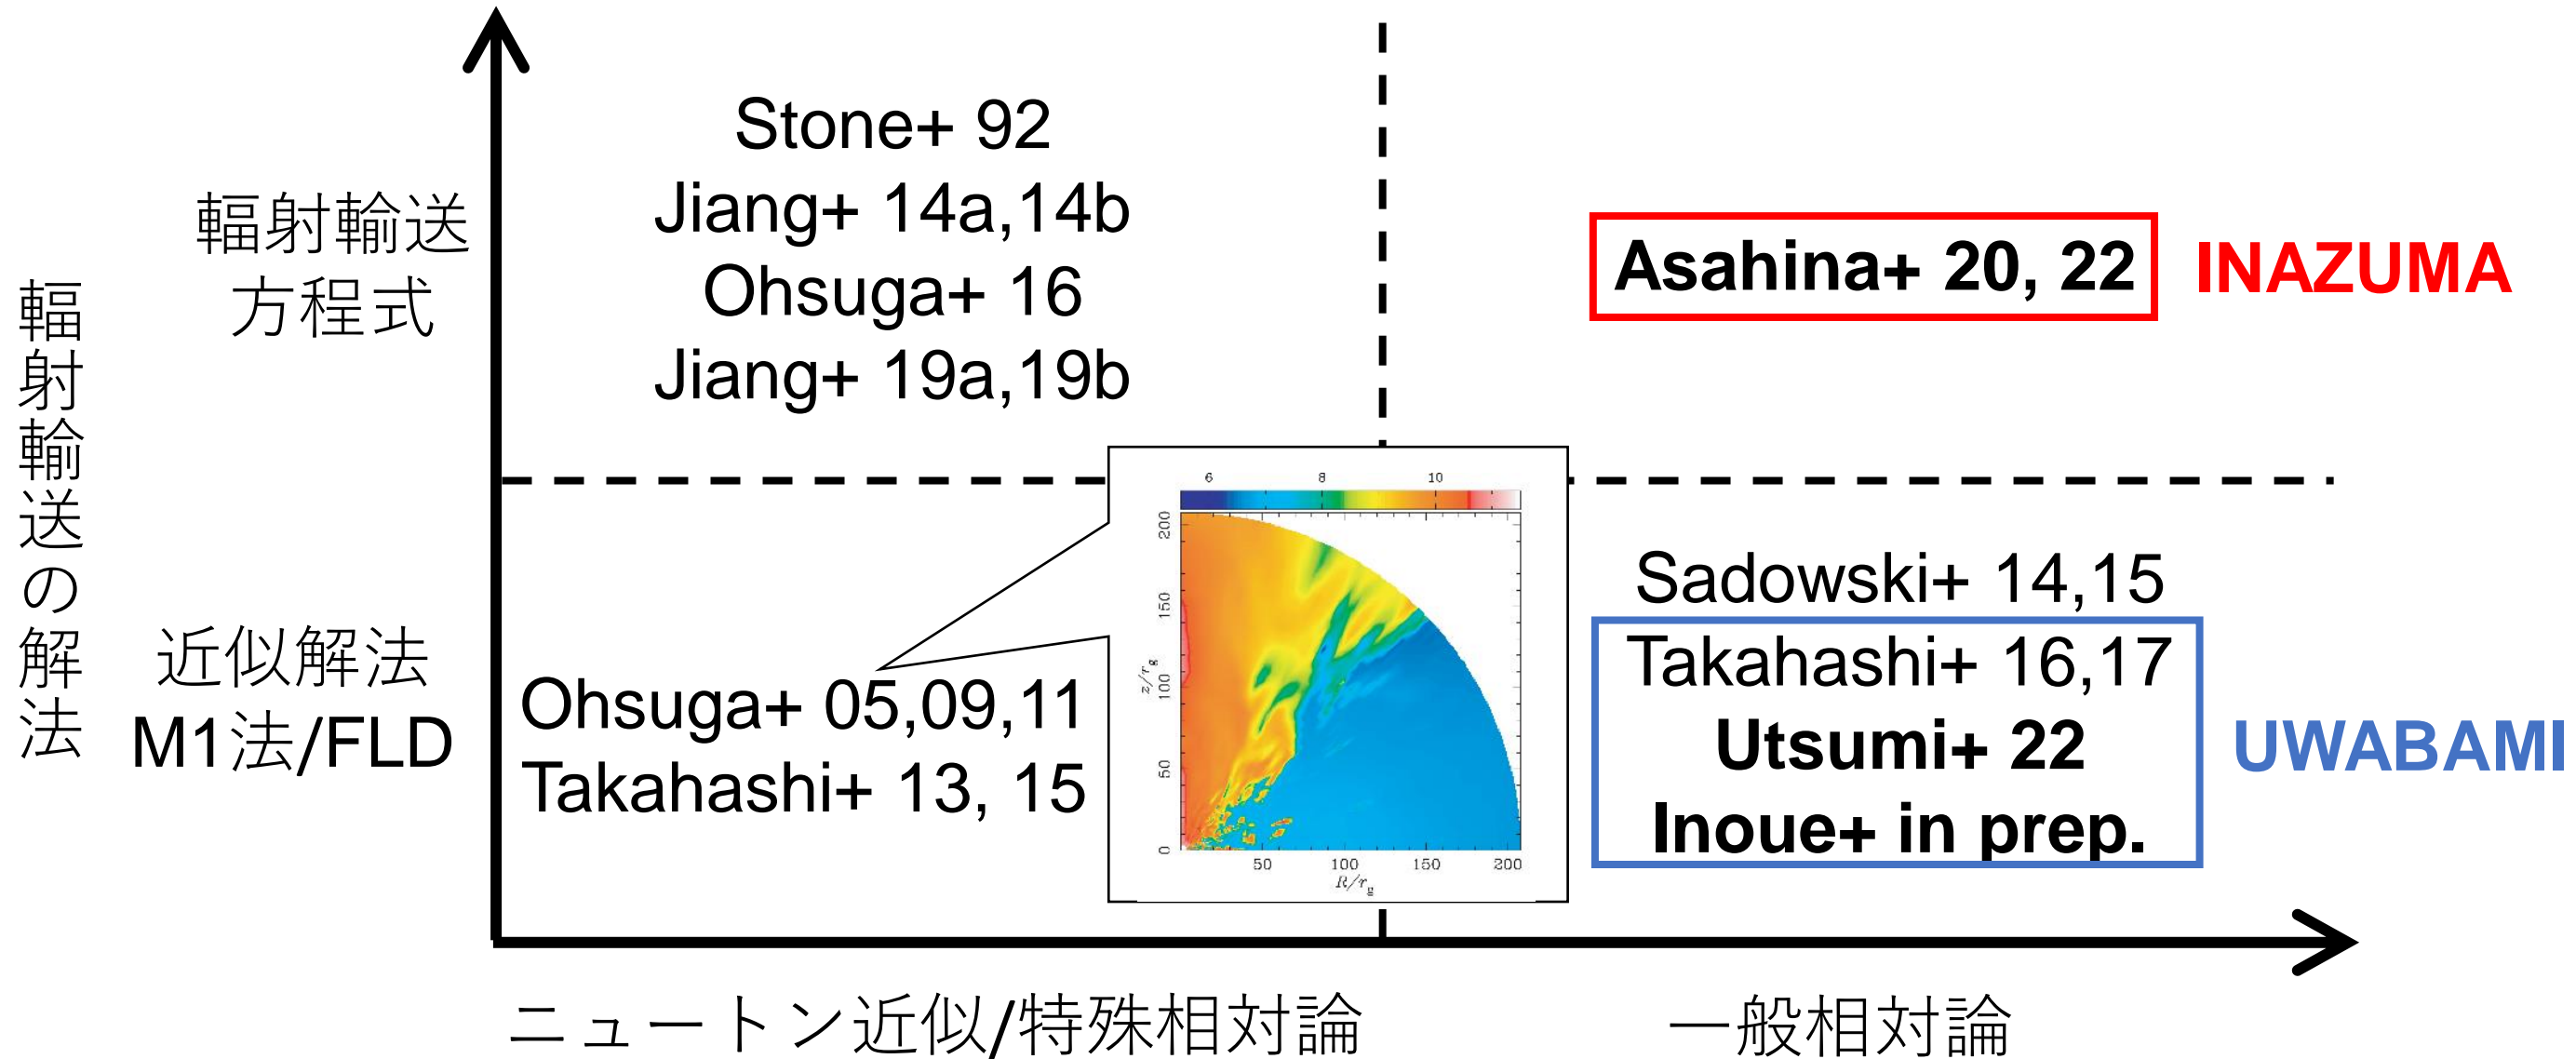 輻射輸送の解法
輻射輸送
方程式
Stone+ 92
Jiang+ 14a,14b
Ohsuga+ 16
Jiang+ 19a,19b
Asahina+ 20, 22
INAZUMA
近似解法
M1法/FLD
Ohsuga+ 05,09,11
Takahashi+ 13, 15
6 8 10
200
150
100
50
0
z/rg
50 100 150 200
R/rg
Sadowski+ 14,15
Takahashi+ 16,17
Utsumi+ 22
Inoue+ in prep.
UWABAMI
ニュートン近似/特殊相対論
一般相対論